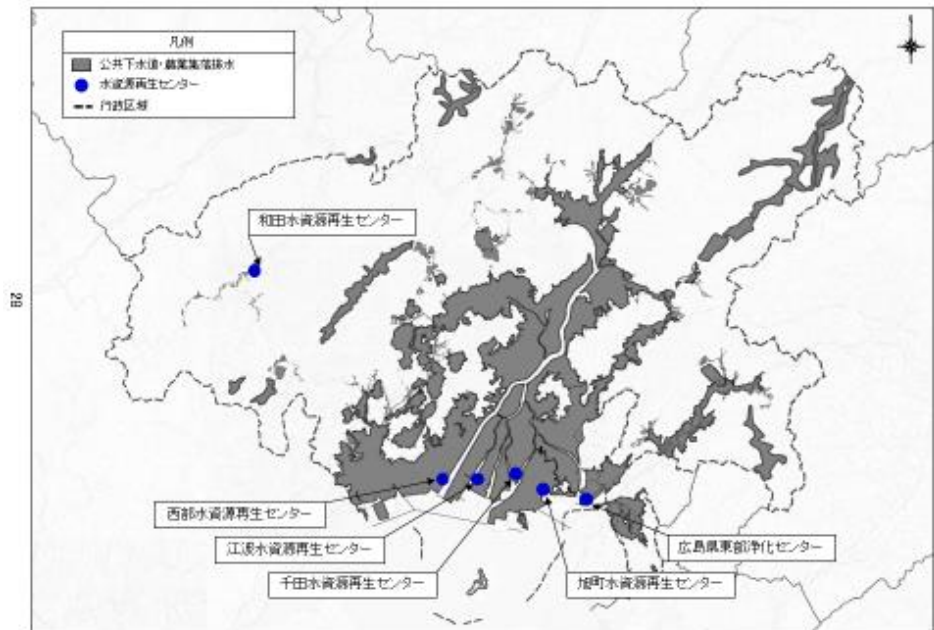 凡例
公共下水道・農業集落排水
水資源再生センター
行政区域
和田水資源再生センター
28
西部水資源再生センター
江波水資源再生センター
千田水資源再生センター
旭町水資源再生センター
広島県東部浄化センター